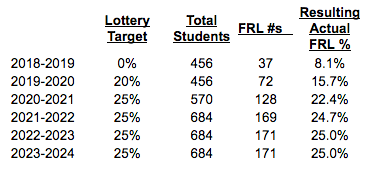 Resulting
Lottery Total Actual
Target Students FRL #s FRL %
2018-2019 0% 456 37 8.1%
2019-2020 20% 456 72 15.7%
2020-2021 25% 570 128 22.4%
2021-2022 25% 684 169 24.7%
2022-2023 25% 684 171 25.0%
2023-2024 25% 684 171 25.0%